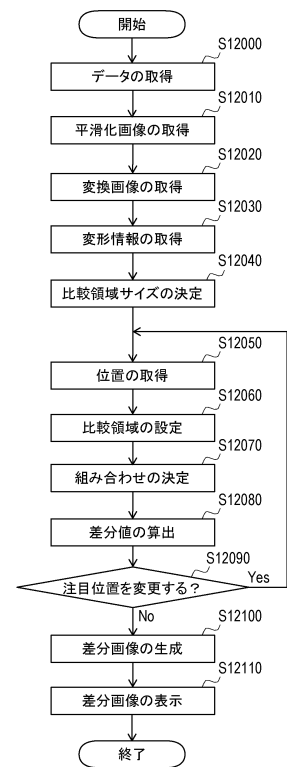 開始
S12000
データの取得
S12010
平滑化画像の取得
S12020
変換画像の取得
S12030
変形情報の取得
S12040
比較領域サイズの決定
S12050
位置の取得
S12060
比較領域の設定
S12070
組み合わせの決定
S12080
差分値の算出
S12090
注目位置を変更する？
Yes
No
S12100
差分画像の生成
S12110
差分画像の表示
終了